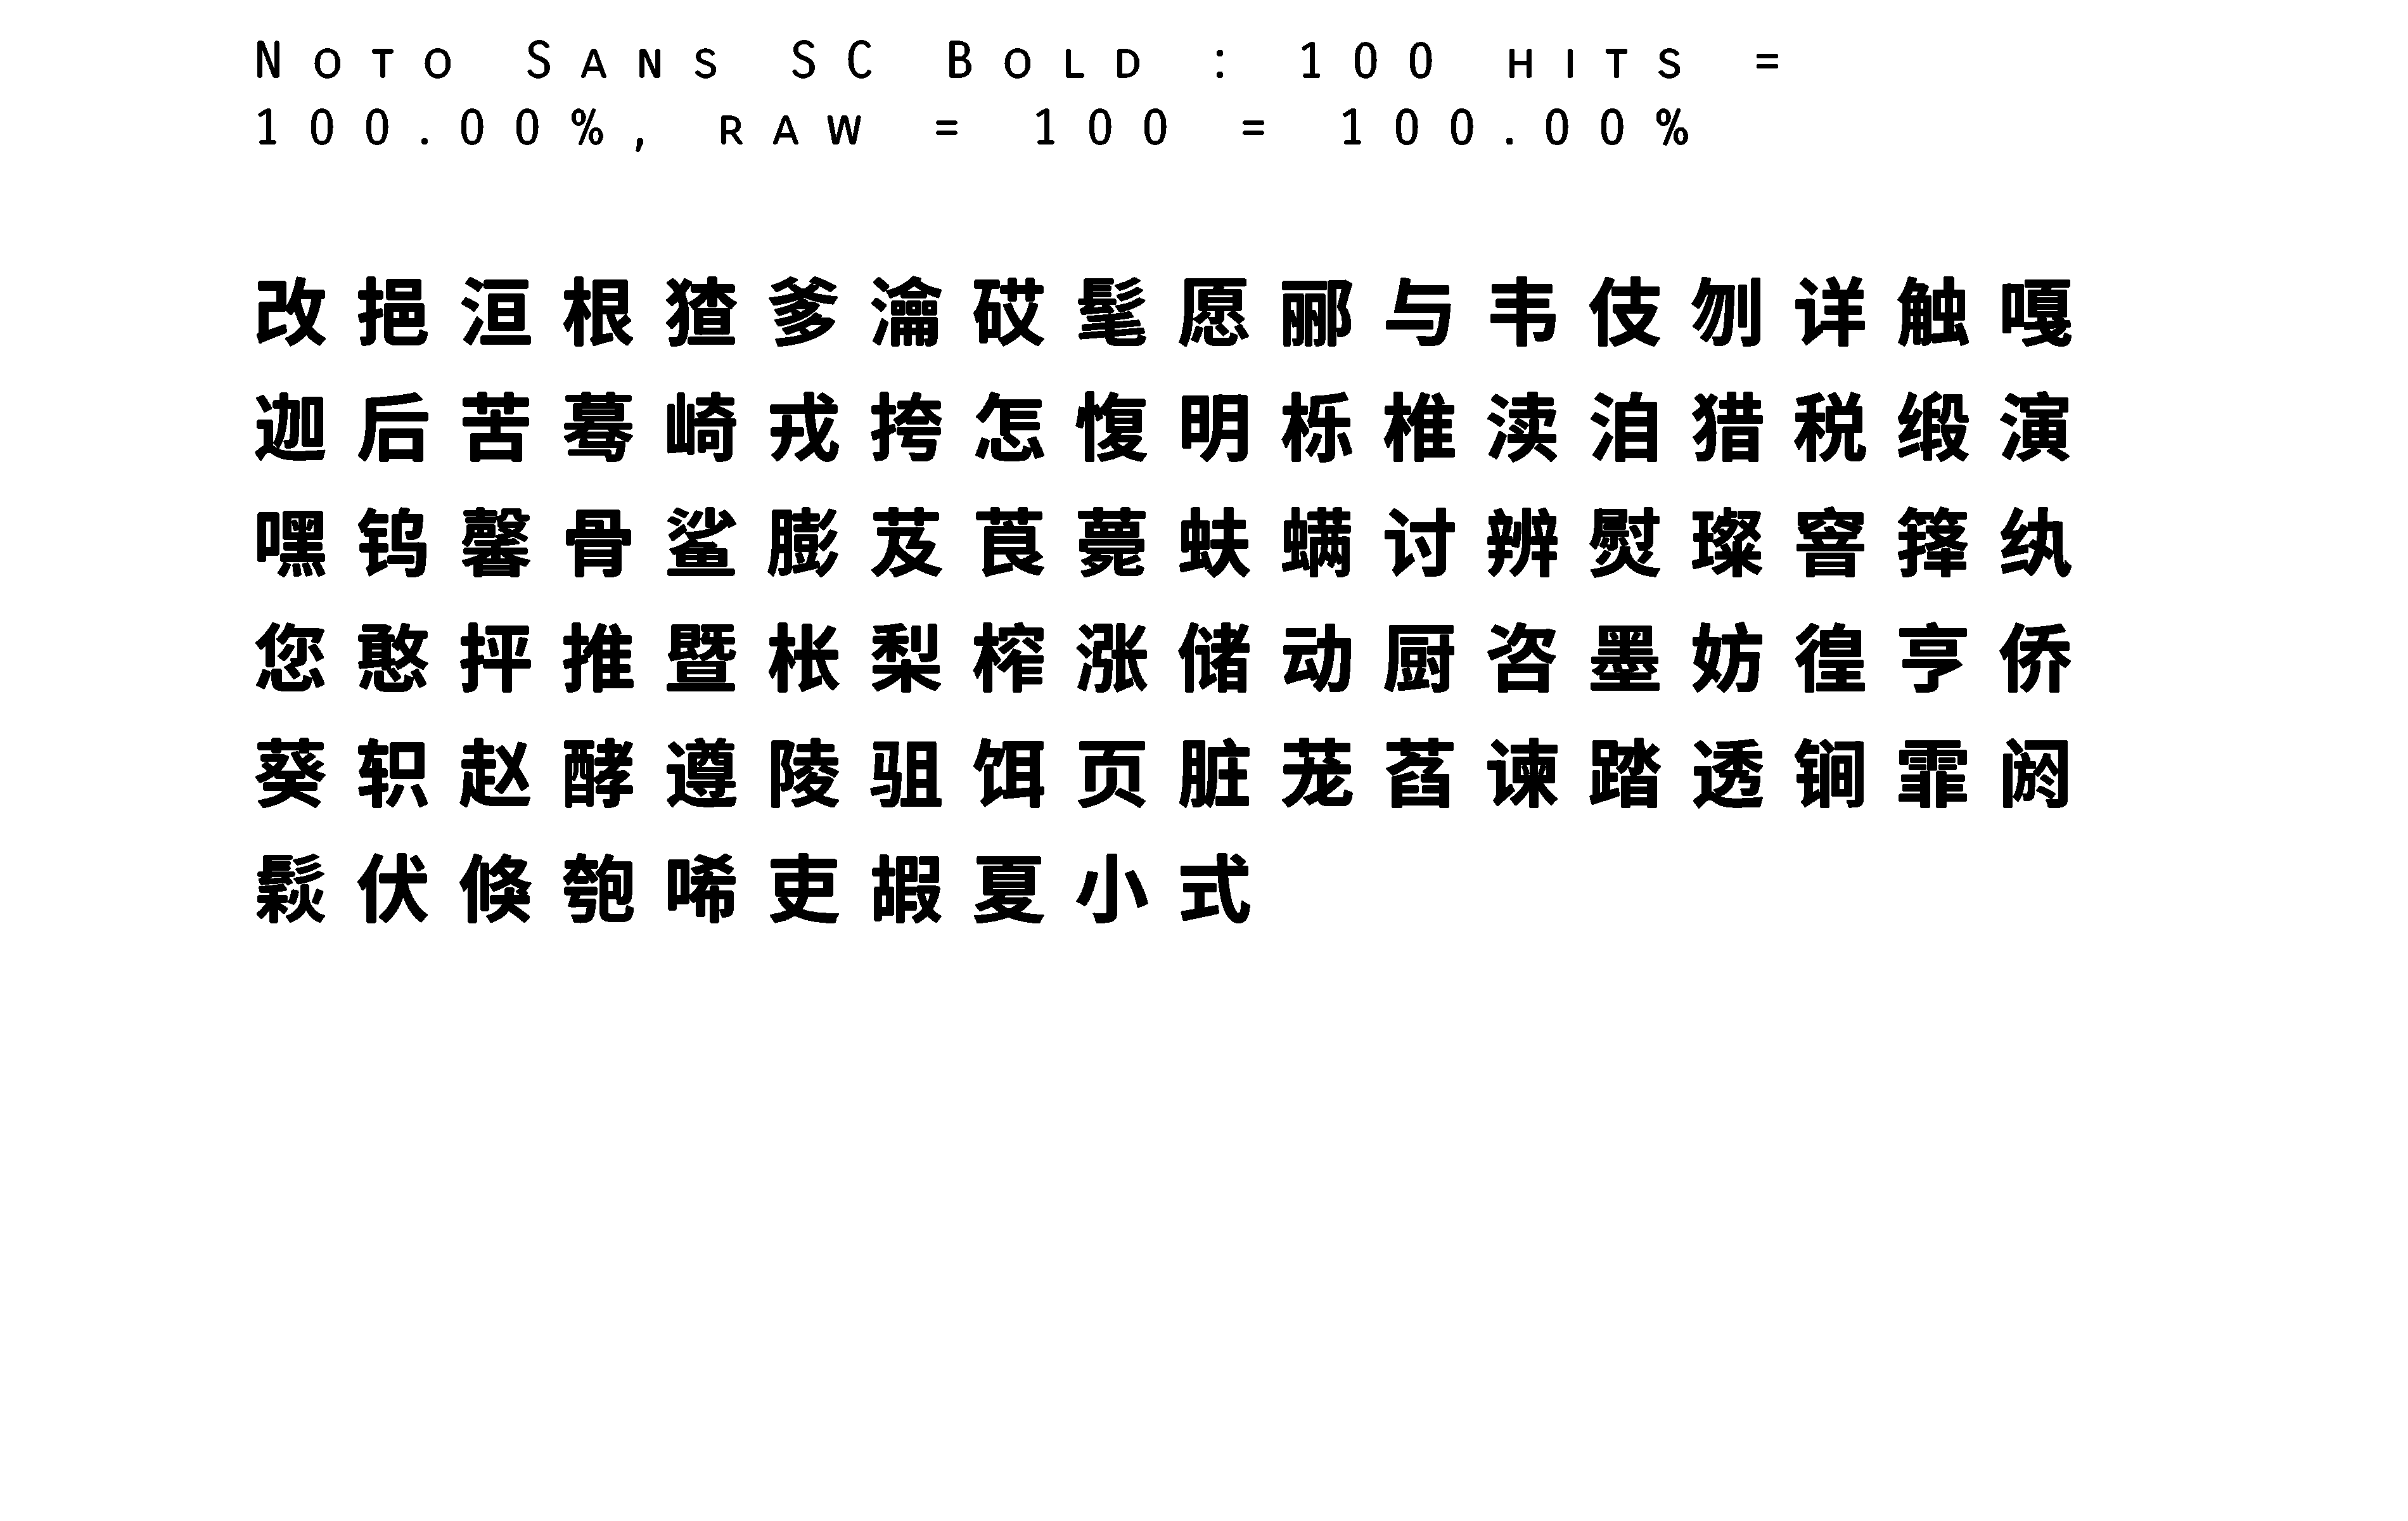 Noto Sans SC Bold : 100 hits =
100.00%, raw = 100 = 100.00%
改挹洹根猹爹瀹砹髦愿郦与韦伎刎详触嘎
迦后苦蓦崎戎挎怎愎明栎椎渎洎猎税缎演
嘿钨馨骨鲨膨芨莨薨蚨螨讨辨熨璨窨箨纨
您憨抨推暨枨梨榨涨储动厨咨墨妨徨亨侨
葵轵赵酵遵陵驵饵页脏茏萏谏踏透锏霏阏
鬏伏倏匏唏吏嘏夏小式